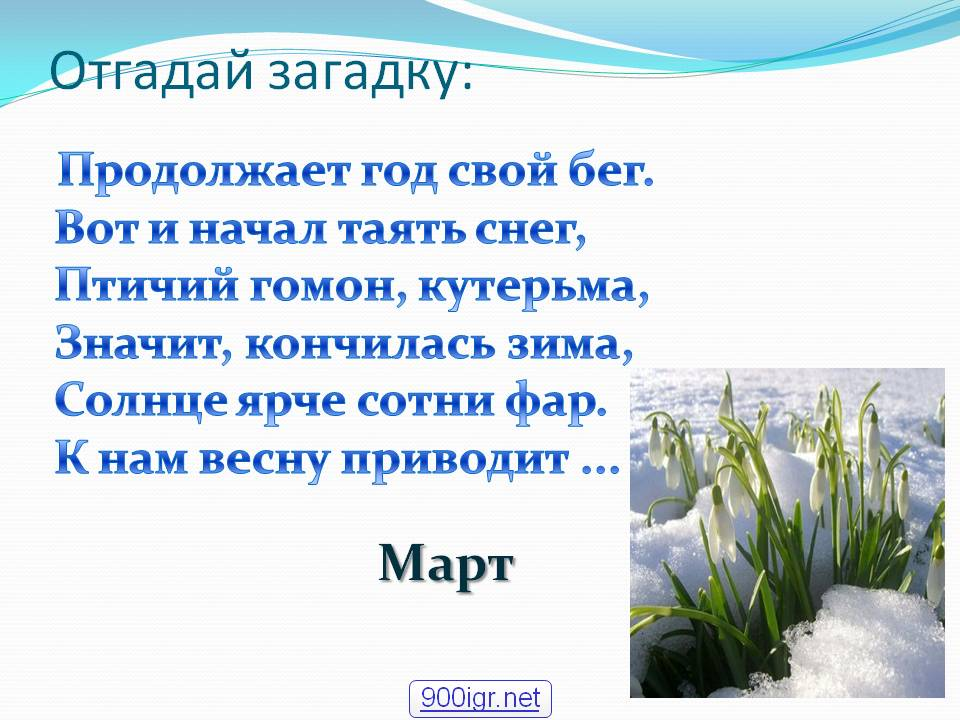 Отгадай загадку:
Продолжает год свой бег.
Вот и начал таять снег,
Птичий гомон, кутерьма,
Значит, кончилась зима,
Солнце ярче сотни фар.
К нам весну приводит ...
Март
900igr.net